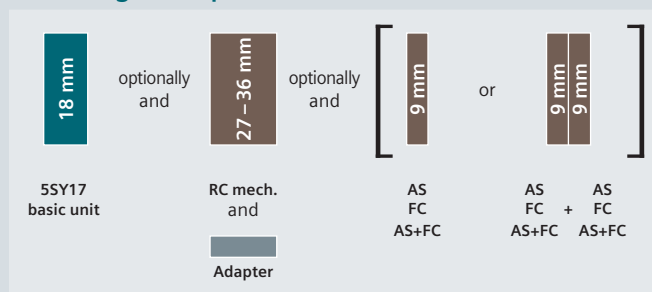 18 mm
optionally
and
27 – 36 mm
optionally
and
9 mm
or
9 mm
9 mm
5SY17
basic unit
RC mech.
and
Adapter
AS
FC
AS+FC
AS AS
FC + FC
AS+FC AS+FC